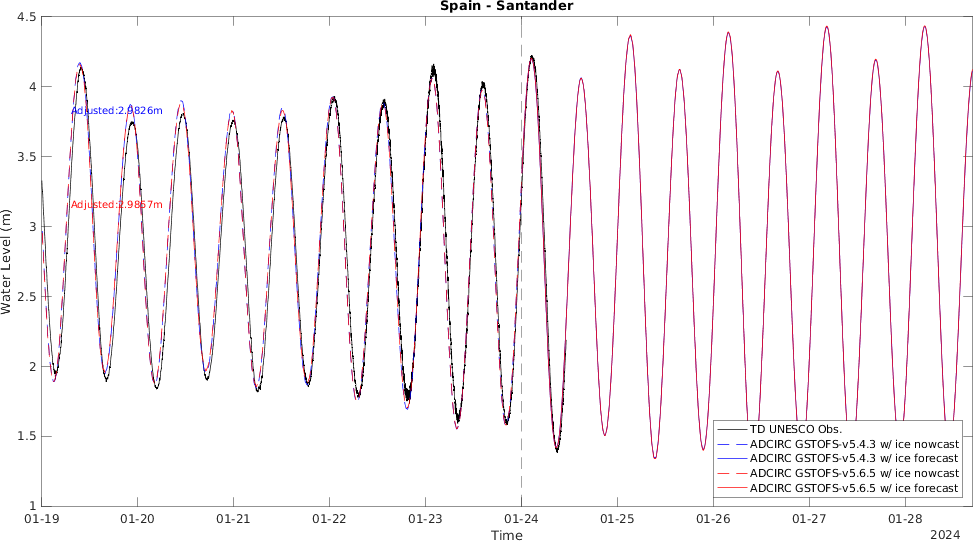 Spain - Santander
4.5
4
3.5
3
2.5
2
1.5
1
Water Level (m)
Adjusted:2.9826m
Adjusted:2.9857m
TD UNESCO Obs.
ADCIRC GSTOFS-v5.4.3 w/ ice nowcast
ADCIRC GSTOFS-v5.4.3 w/ ice forecast
ADCIRC GSTOFS-v5.6.5 w/ ice nowcast
ADCIRC GSTOFS-v5.6.5 w/ ice forecast
01-19 01-20 01-21 01-22 01-23 01-24 01-25 01-26 01-27 01-28
Time
2024